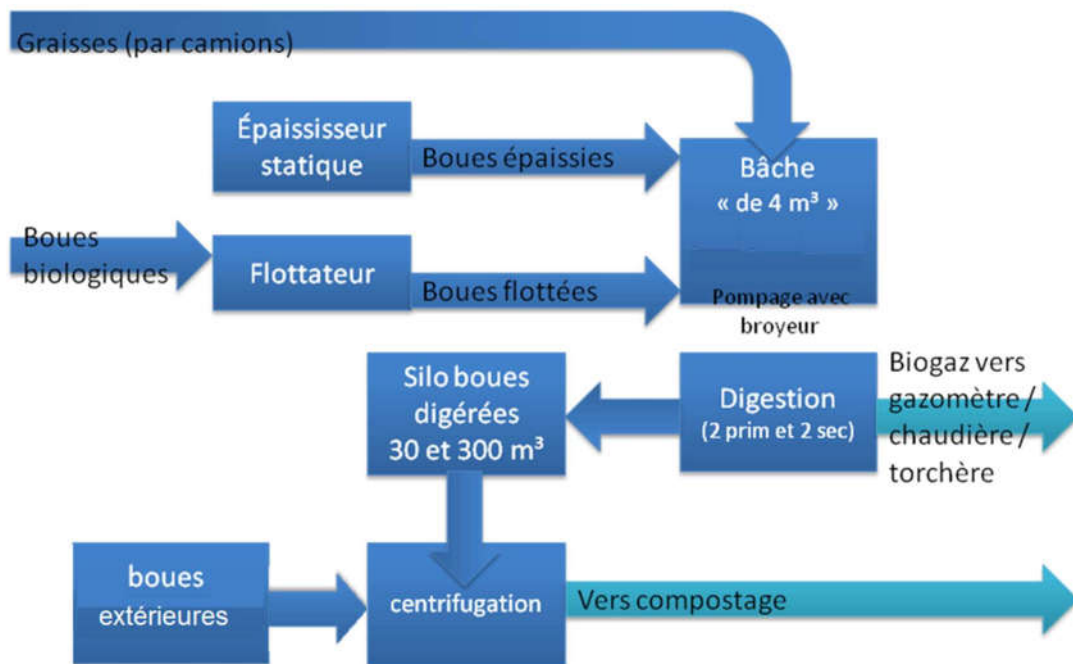 Graisses (par camions)
Épaississeur
statique
Boues épaissies
Bâche
« de 4 m³ »
Boues
biologiques
Flottateur
Boues flottées
Pompage avec
broyeur
Silo boues
digérées
30 et 300 m³
Digestion
(2 prim et 2 sec)
Biogaz vers
gazomètre /
chaudière /
torchère
boues
extérieures
centrifugation
Vers compostage